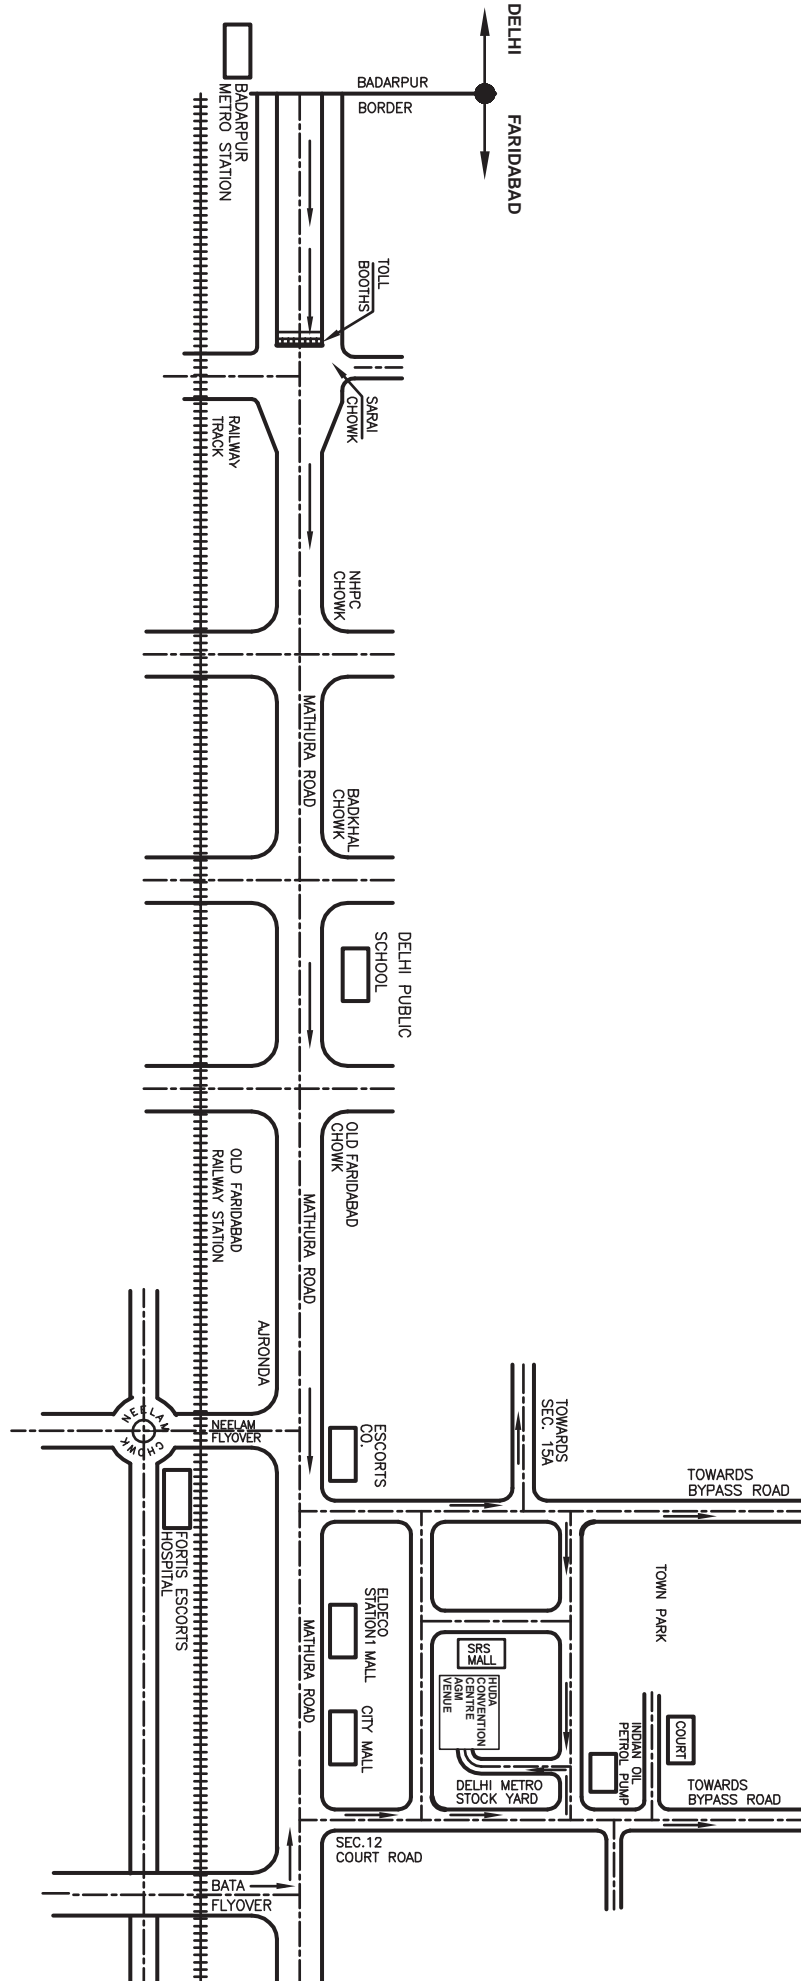 DELHI
FARIDABAD
BADARPUR
BORDER
BADARPUR
METRO STATION
TOLL
BOOTHS
SARAI
CHOWK
RAILWAY
TRACK
NHPC
CHOWK
MATHURA ROAD
BADKHAL
CHOWK
DELHI PUBLIC
SCHOOL
OLD FARIDABAD
CHOWK
OLD FARIDABAD
RAILWAY STATION
MATHURA ROAD
AJRONDA
NEELAM CHOWK
NEELAM
FLYOVER
ESCORTS
CO.
TOWARDS
SEC. 15A
TOWARDS
BYPASS ROAD
FORTIS ESCORTS
HOSPITAL
TOWN PARK
ELDECO
STATION1 MALL
MATHURA ROAD
SRS
MALL
HUDA
CONVENTION
CENTRE
AGM
VENUE
CITY MALL
COURT
INDIAN OIL
PETROL PUMP
DELHI METRO
STOCK YARD
TOWARDS
BYPASS ROAD
SEC.12
COURT ROAD
BATA
FLYOVER